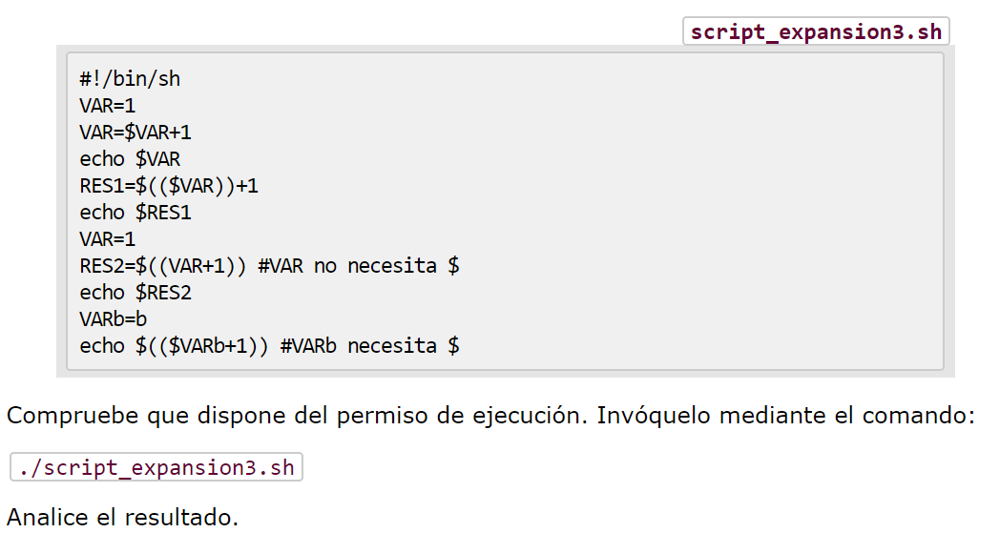 script_expansion3.sh
#!/bin/sh
VAR=1
VAR=$VAR+1
echo $VAR
RES1=$(($VAR))+1
echo $RES1
VAR=1
RES2=$((VAR+1)) #VAR no necesita $
echo $RES2
VARb=b
echo $(($VARb+1)) #VARb necesita $
Compruebe que dispone del permiso de ejecución. Invóquelo mediante el comando:
./script_expansion3.sh
Analice el resultado.